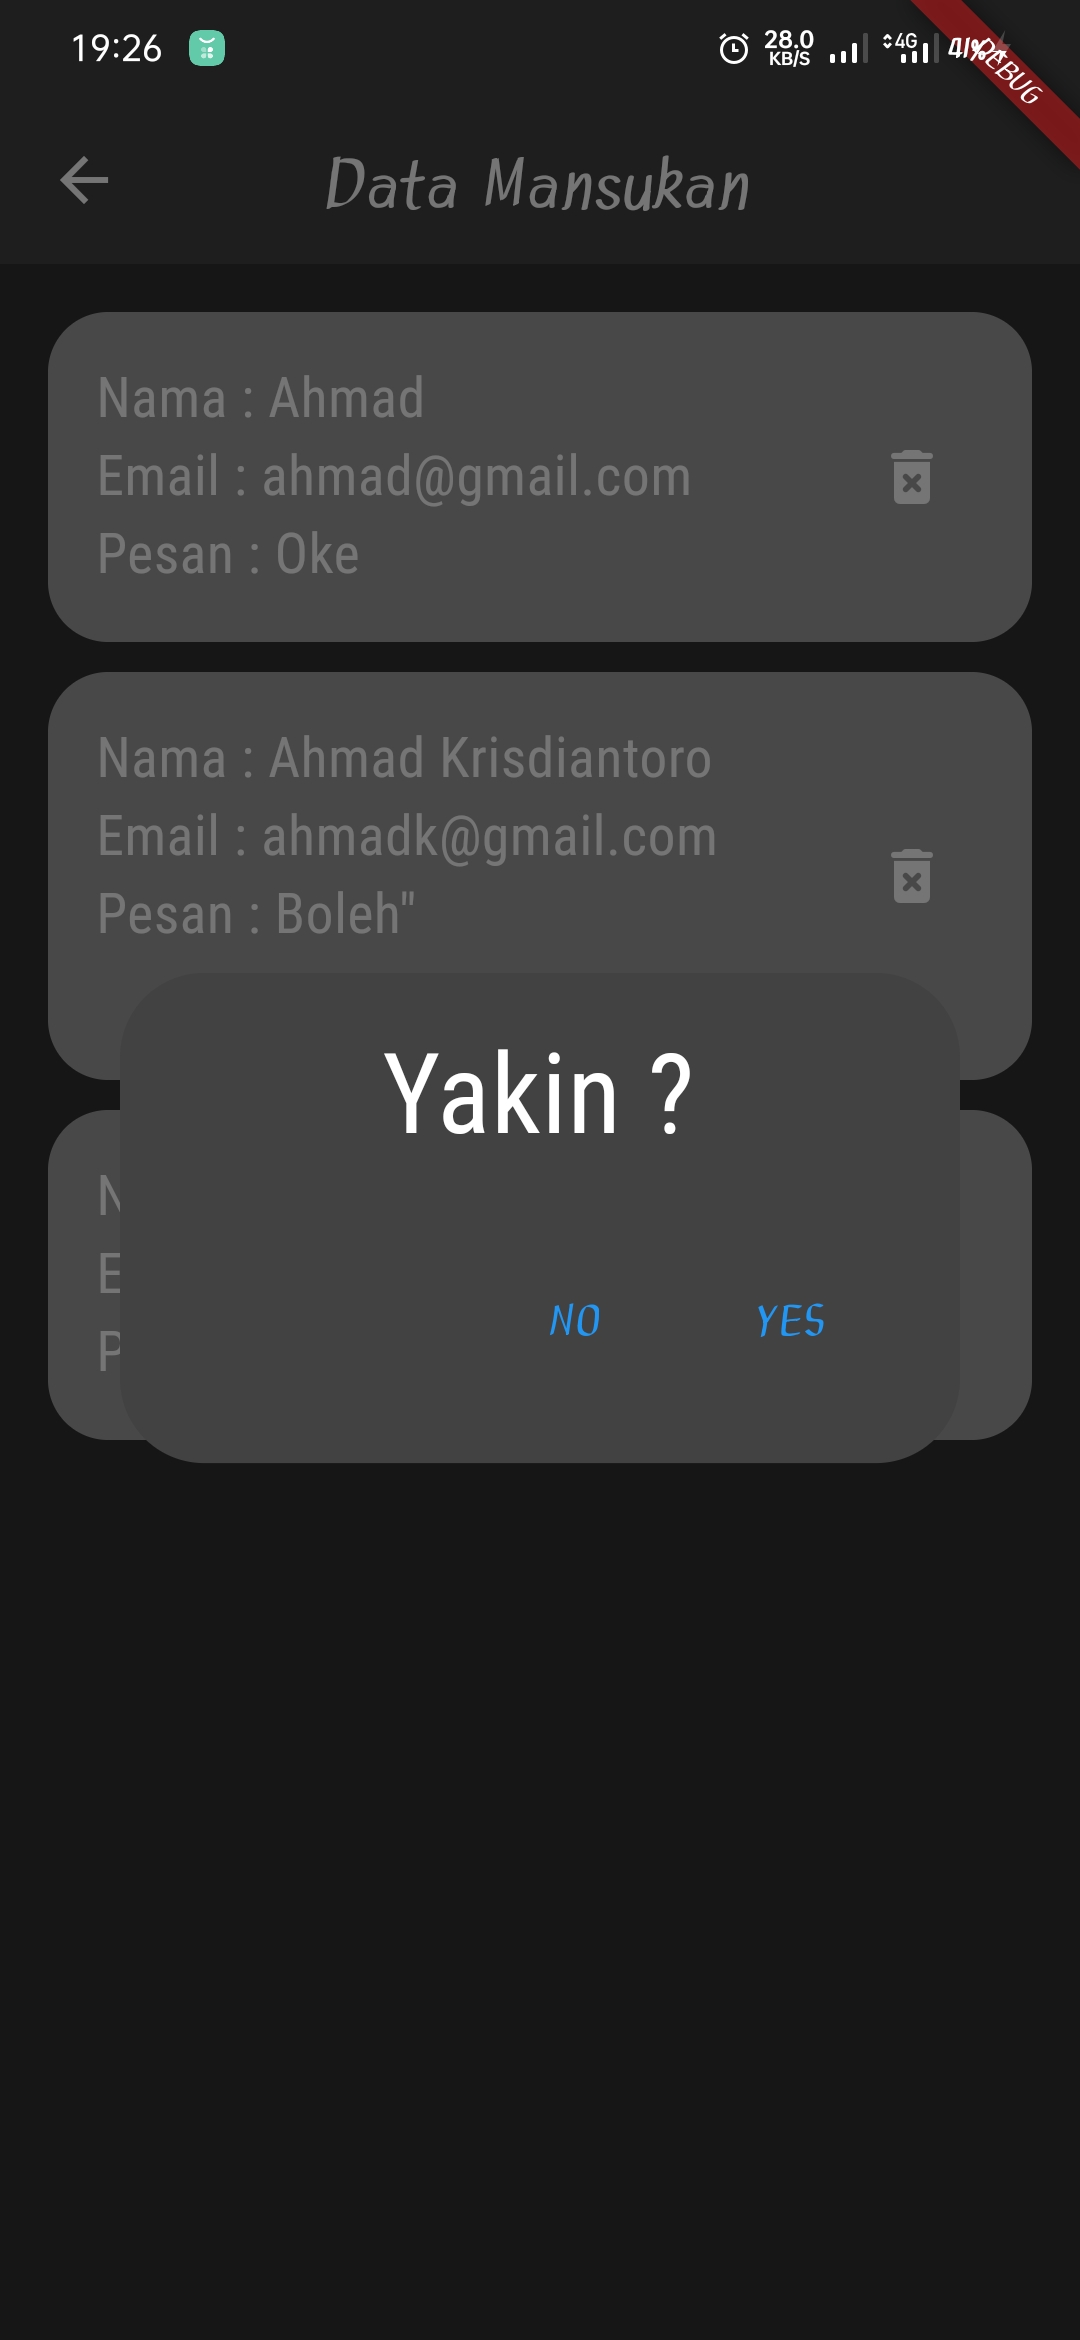 19:26
28.0
KB/S
4G
41%
DEBUG
Data Mansukan
Nama : Ahmad
Email : ahmad@gmail.com
Pesan : Oke
Nama : Ahmad Krisdiantoro
Email : ahmadk@gmail.com
Pesan : Boleh"
Yakin ?
NO YES